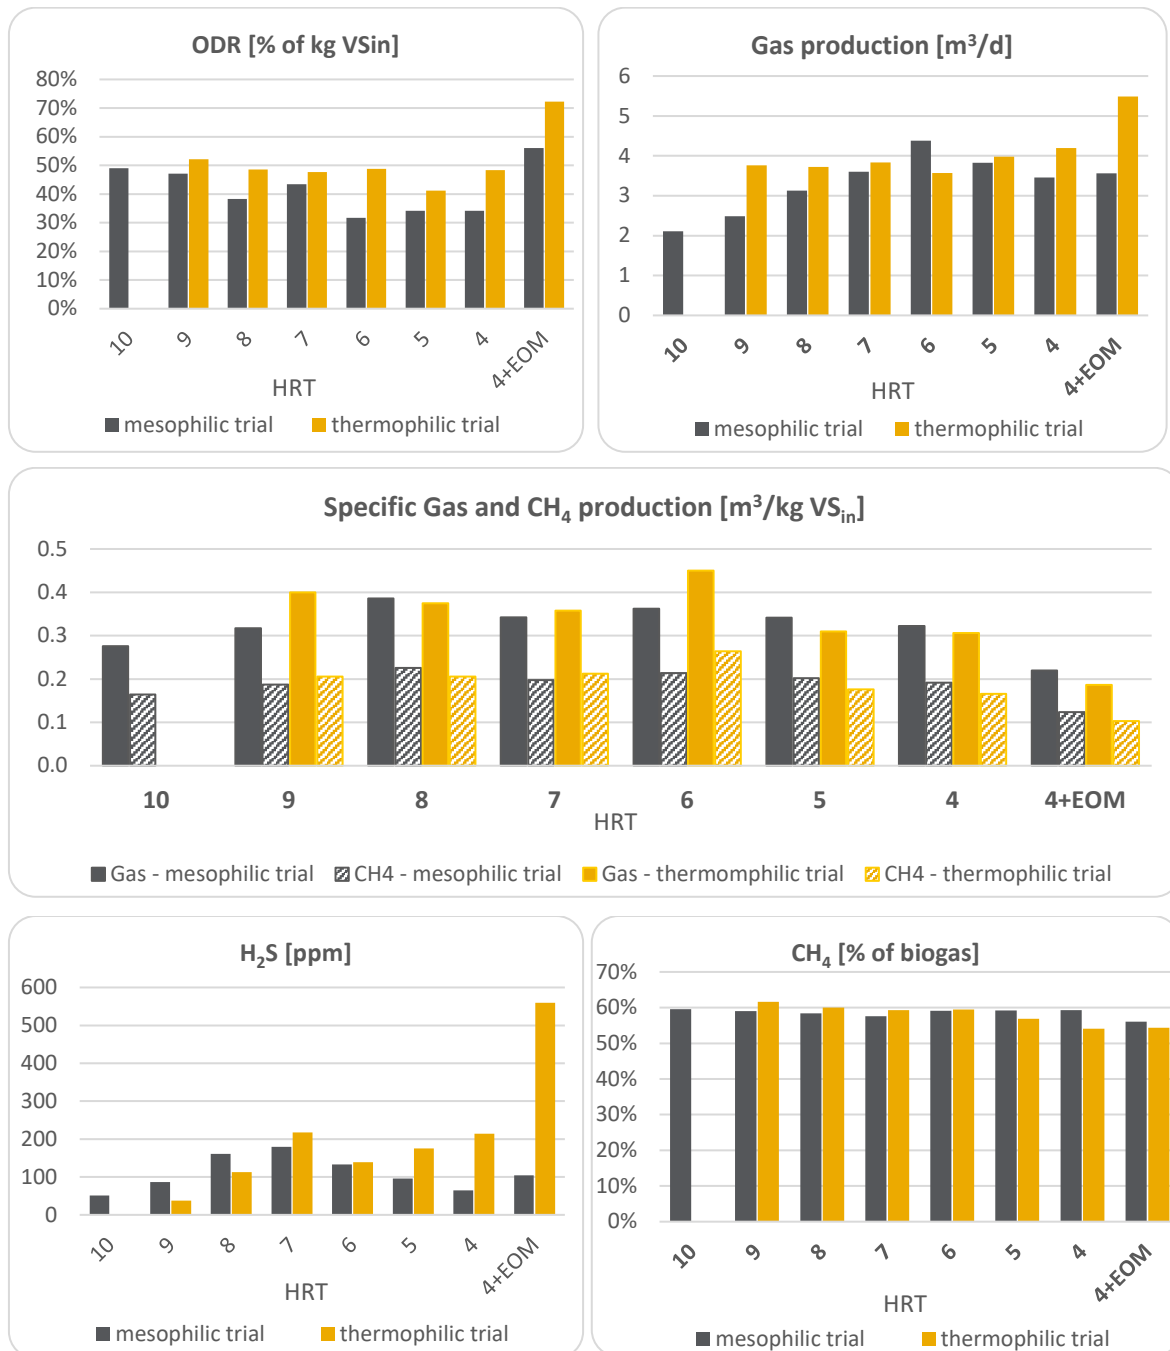 ODR [% of kg VSin]
80%
70%
60%
50%
40%
30%
20%
10%
0%
10 9 8 7 6 5 4 4+EOM
HRT
mesophilic trial thermophilic trial
Gas production [m³/d]
6
5
4
3
2
1
0
10 9 8 7 6 5 4 4+EOM
HRT
mesophilic trial thermophilic trial
Specific Gas and CH₄ production [m³/kg VSᵢₙ]
0.5
0.4
0.3
0.2
0.1
0.0
10 9 8 7 6 5 4 4+EOM
HRT
Gas - mesophilic trial CH4 - mesophilic trial Gas - thermomphilic trial CH4 - thermophilic trial
H₂S [ppm]
600
500
400
300
200
100
0
10 9 8 7 6 5 4 4+EOM
HRT
mesophilic trial thermophilic trial
CH₄ [% of biogas]
70%
60%
50%
40%
30%
20%
10%
0%
10 9 8 7 6 5 4 4+EOM
HRT
mesophilic trial thermophilic trial